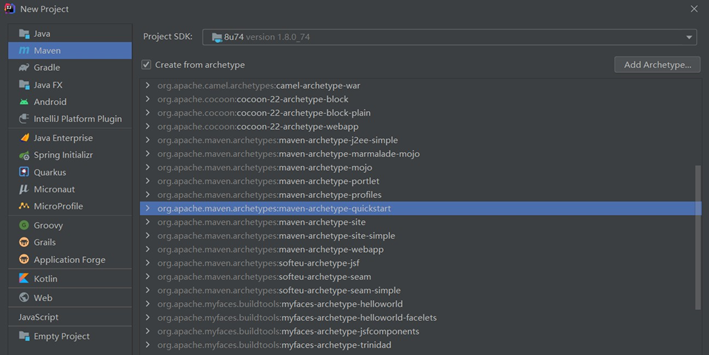 New Project
Java
Maven
Gradle
Java FX
Android
IntelliJ Platform Plugin
Java Enterprise
Spring Initializr
Quarkus
Micronaut
MicroProfile
Groovy
Grails
Application Forge
Kotlin
Web
JavaScript
Empty Project
Project SDK: 8u74 version 1.8.0_74
Create from archetype Add Archetype...
org.apache.camel.archetypes:camel-archetype-war
org.apache.cocoon:cocoon-22-archetype-block
org.apache.cocoon:cocoon-22-archetype-block-plain
org.apache.cocoon:cocoon-22-archetype-webapp
org.apache.maven.archetypes:maven-archetype-j2ee-simple
org.apache.maven.archetypes:maven-archetype-marmalade-mojo
org.apache.maven.archetypes:maven-archetype-mojo
org.apache.maven.archetypes:maven-archetype-portlet
org.apache.maven.archetypes:maven-archetype-profiles
org.apache.maven.archetypes:maven-archetype-quickstart
org.apache.maven.archetypes:maven-archetype-site
org.apache.maven.archetypes:maven-archetype-site-simple
org.apache.maven.archetypes:maven-archetype-webapp
org.apache.maven.archetypes:softeu-archetype-jsf
org.apache.maven.archetypes:softeu-archetype-seam
org.apache.maven.archetypes:softeu-archetype-seam-simple
org.apache.myfaces.buildtools:myfaces-archetype-helloworld
org.apache.myfaces.buildtools:myfaces-archetype-helloworld-facelets
org.apache.myfaces.buildtools:myfaces-archetype-jsfcomponents
org.apache.myfaces.buildtools:myfaces-archetype-trinidad